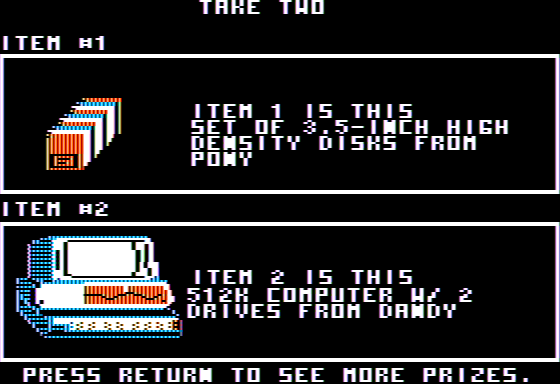 TAKE TWO
ITEM #1
ITEM 1 IS THIS
SET OF 3.5-INCH HIGH
DENSITY DISKS FROM
PONY
ITEM #2
ITEM 2 IS THIS
512K COMPUTER W/ 2
DRIVES FROM DANDY
PRESS RETURN TO SEE MORE PRIZES.